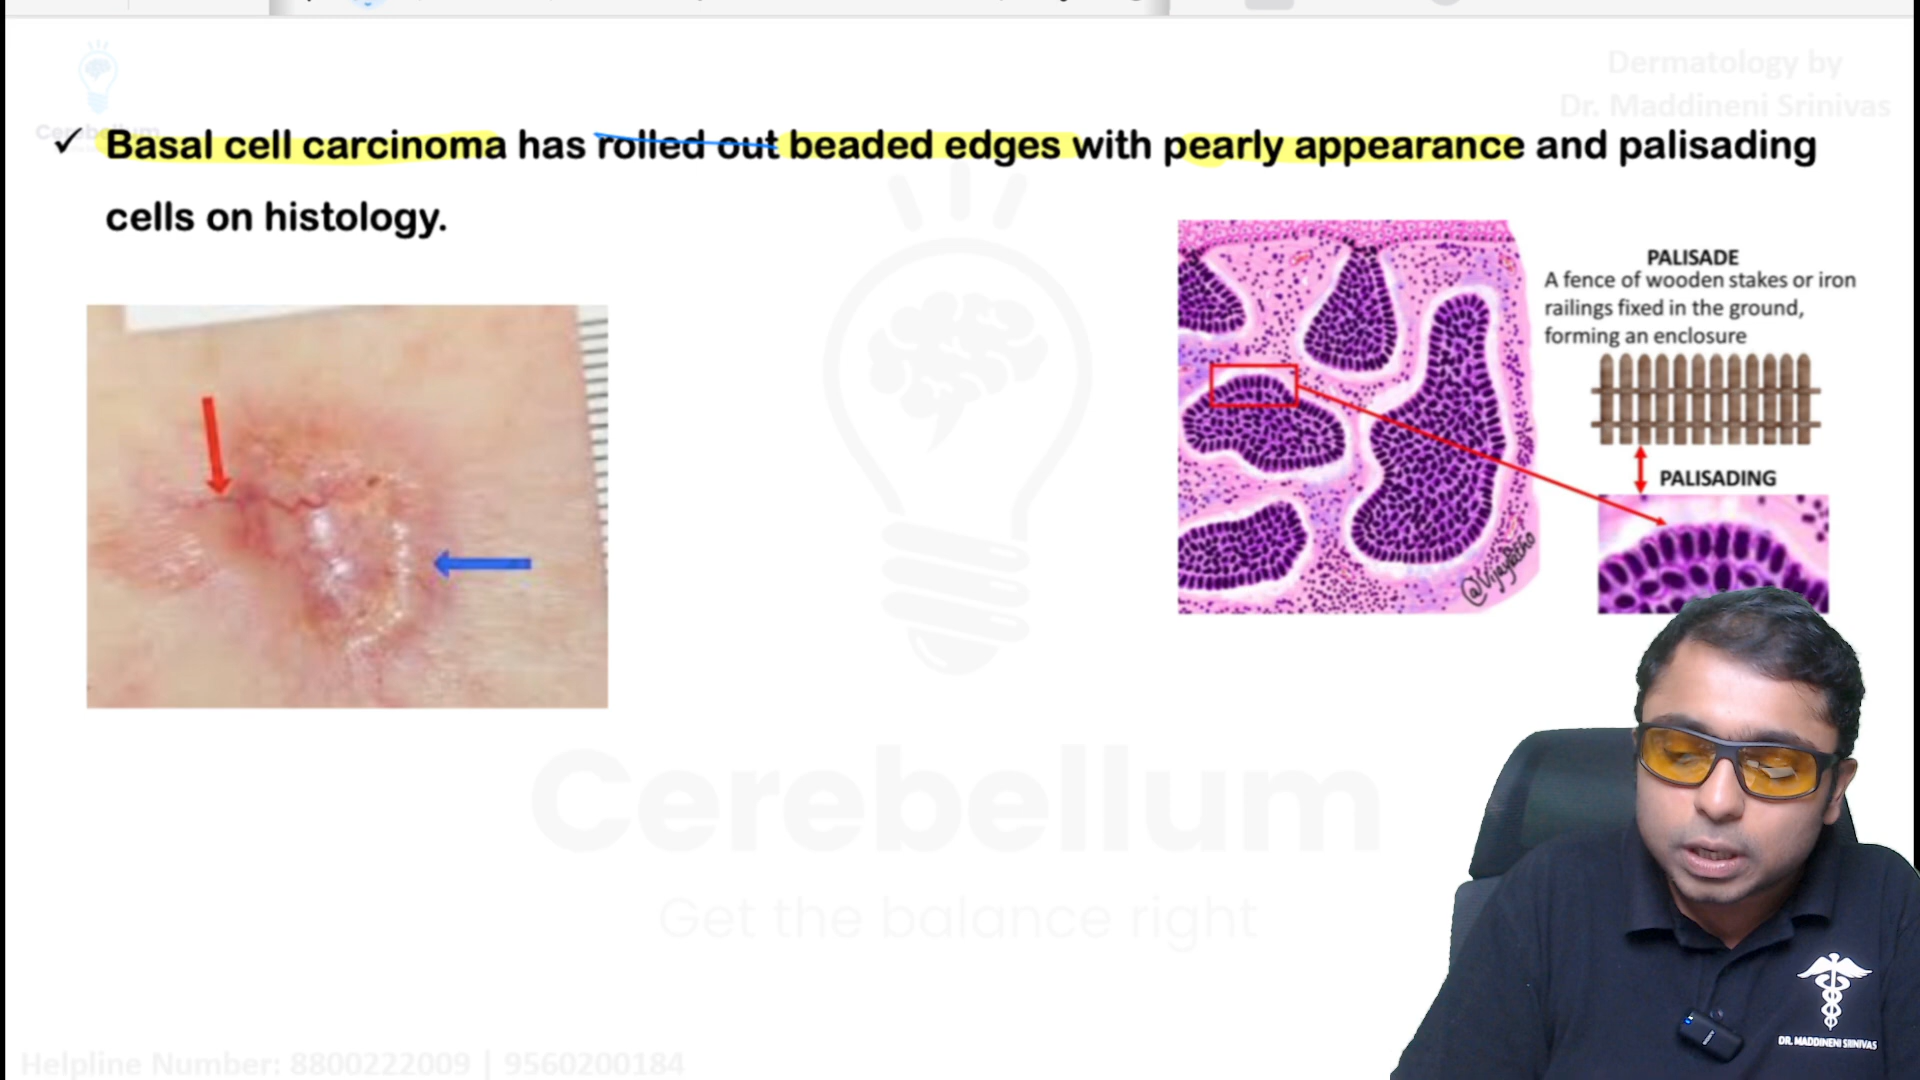 Dermatology by
Dr. Maddineni Srinivas
Cerebellum
✓ Basal cell carcinoma has rolled out beaded edges with pearly appearance and palisading
cells on histology.
PALISADE
A fence of wooden stakes or iron
railings fixed in the ground,
forming an enclosure
PALISADING
@Vijaypatho
Cerebellum
Get the balance right
DR. MADDINENI SRINIVAS
Helpline Number: 8800222009 | 9560200184